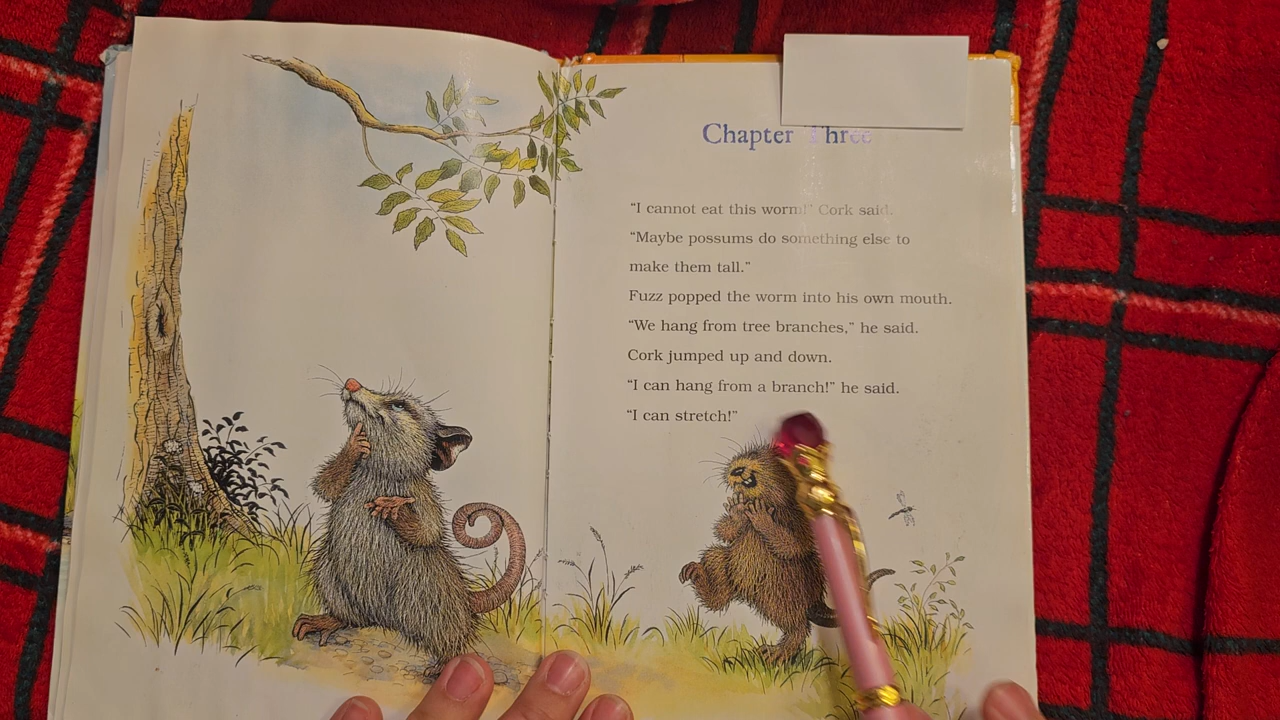 Chapter Three
“I cannot eat this worm!” Cork said.
“Maybe possums do something else to
make them tall.”
Fuzz popped the worm into his own mouth.
“We hang from tree branches,” he said.
Cork jumped up and down.
“I can hang from a branch!” he said.
“I can stretch!”